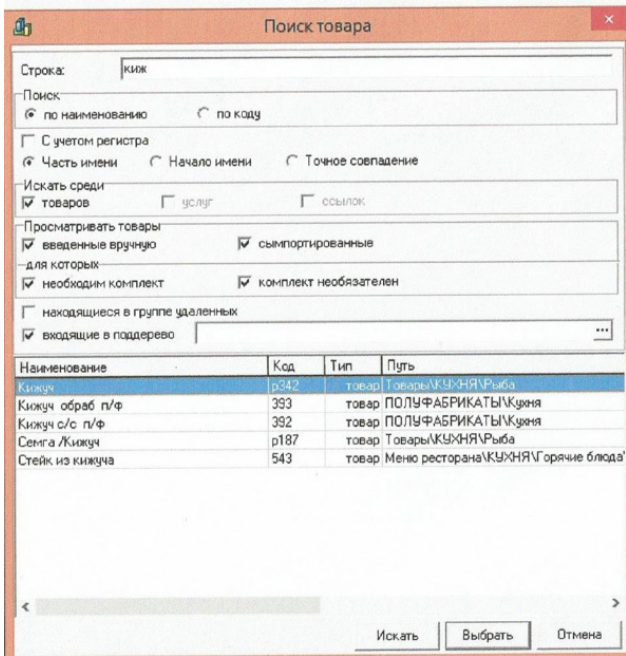 Поиск товара
Строка: киж
Поиск
по наименованию по коду
С учетом регистра
Часть имени Начало имени Точное совпадение
Искать среди
товаров услуг ссылок
Просматривать товары
введенные вручную сымпортированные
для которых
необходим комплект комплект необязателен
находящиеся в группе удаленных
входящие в поддерево ...
Наименование Код Тип Путь
Кижуч р342 товар Товары\КУХНЯ\Рыба
Кижуч обраб п/ф 393 товар ПОЛУФАБРИКАТЫ\Кухня
Кижуч с/с п/ф 392 товар ПОЛУФАБРИКАТЫ\Кухня
Семга /Кижуч р187 товар Товары\КУХНЯ\Рыба
Стейк из кижуча 543 товар Меню ресторана\КУХНЯ\Горячие блюда\
Искать Выбрать Отмена